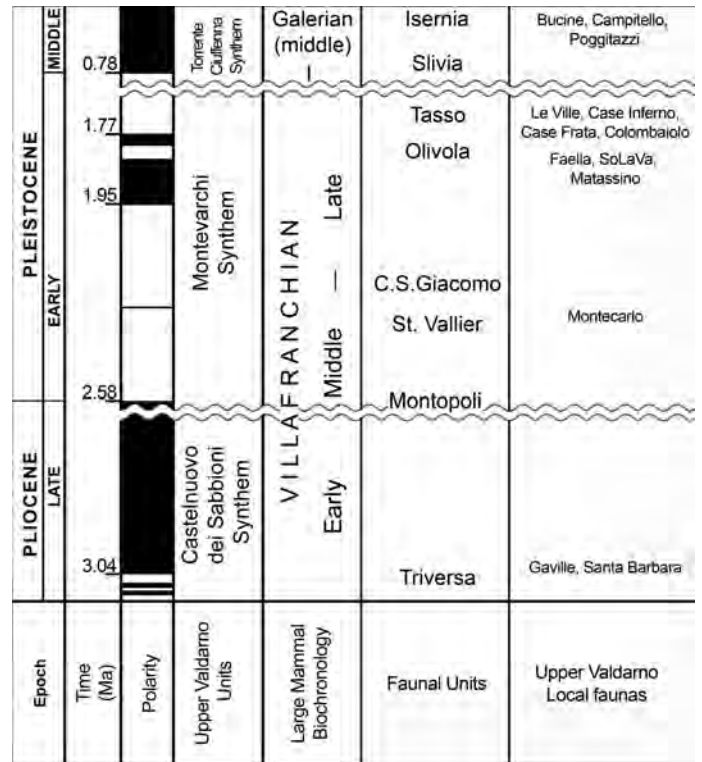 PLEISTOCENE
MIDDLE
EARLY
PLIOCENE
LATE
0.78
1.77
1.95
2.58
3.04
Torrente
Ciuffenna
Synthem
Montevarchi
Synthem
Castelnuovo
dei Sabbioni
Synthem
Galerian
(middle)
VILLAFRANCHIAN
Early — Middle — Late
Isernia
Slivia
Tasso
Olivola
C.S.Giacomo
St. Vallier
Montopoli
Triversa
Bucine, Campitello,
Poggitazzi
Le Ville, Case Inferno,
Case Frata, Colombaiolo
Faella, SoLaVa,
Matassino
Montecarlo
Gaville, Santa Barbara
Epoch
Time
(Ma)
Polarity
Upper Valdarno
Units
Large Mammal
Biochronology
Faunal Units
Upper Valdarno
Local faunas